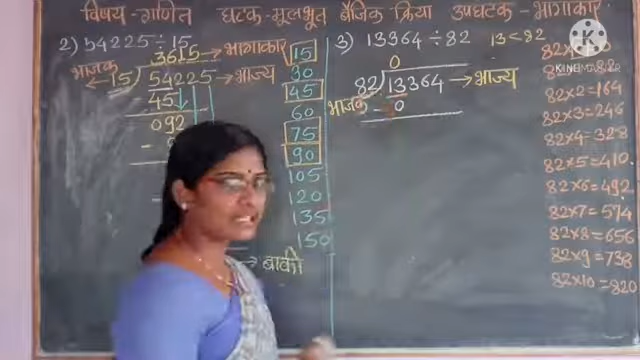 विषय - गणित घटक - मूलभूत बैजिक क्रिया उपघटक - भागाकार
2) 54225 ÷ 15
3615 → भागाकार
भाजक ← 15) 54225 → भाज्य
45↓
092
→ बाकी
15
30
45
60
75
90
105
120
135
150
3) 13364 ÷ 82 13 < 82
0
82) 13364 → भाज्य
भाजक - 0
82×2=164
82×3=246
82×4=328
82×5=410
82×6=492
82×7=574
82×8=656
82×9=738
82×10=820
Made with
KINEMASTER